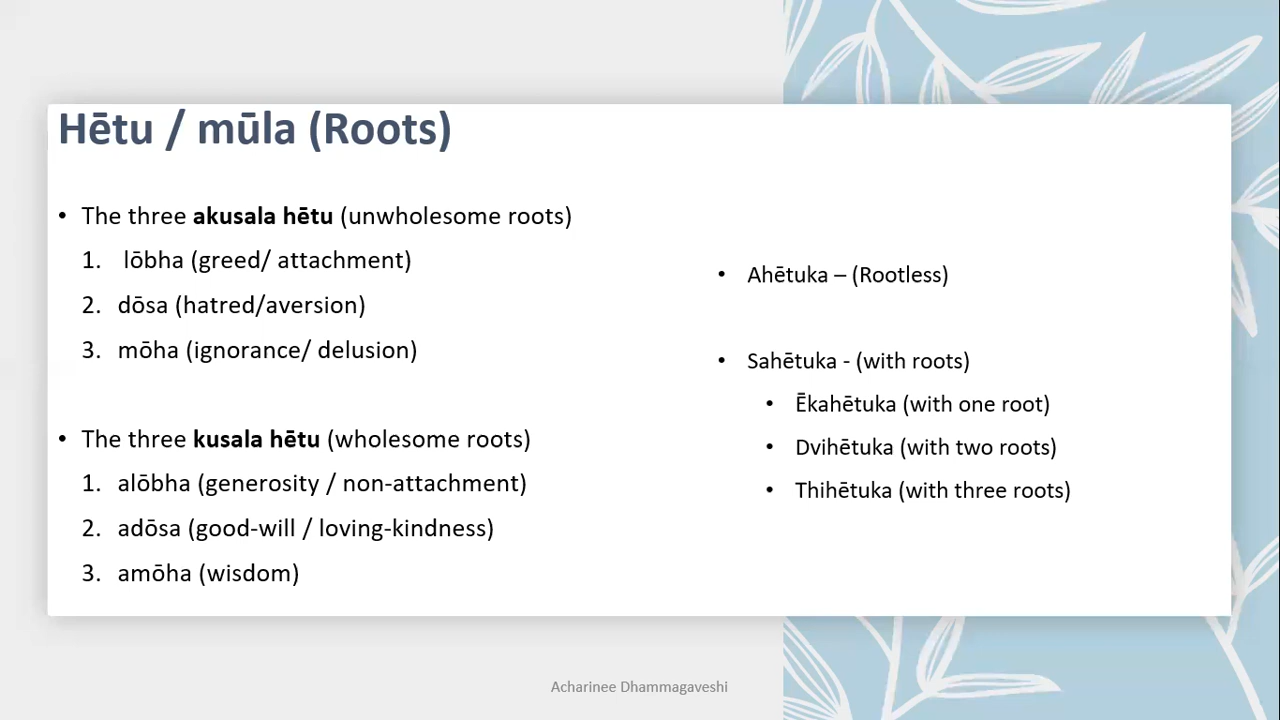 Hētu / mūla (Roots)
• The three akusala hētu (unwholesome roots)
1. lōbha (greed/ attachment)
2. dōsa (hatred/aversion)
3. mōha (ignorance/ delusion)
• The three kusala hētu (wholesome roots)
1. alōbha (generosity / non-attachment)
2. adōsa (good-will / loving-kindness)
3. amōha (wisdom)
• Ahētuka – (Rootless)
• Sahētuka - (with roots)
• Ēkahētuka (with one root)
• Dvihētuka (with two roots)
• Thihētuka (with three roots)
Acharinee Dhammagaveshi